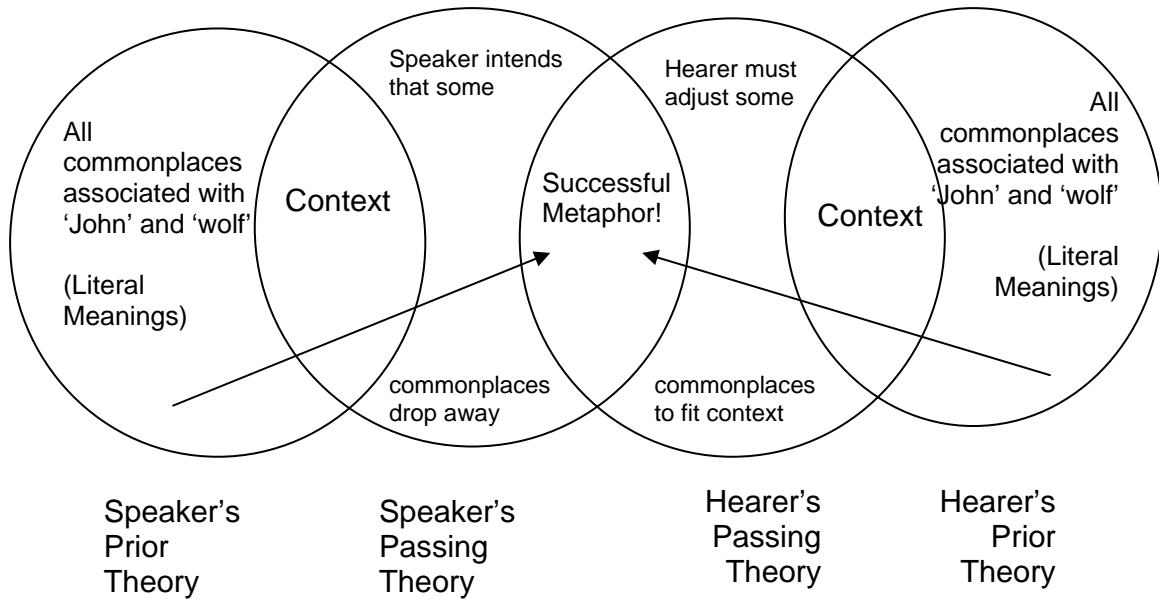 All
commonplaces
associated with
‘John’ and ‘wolf’
(Literal
Meanings)
Context
Speaker intends
that some
commonplaces
drop away
Successful
Metaphor!
Hearer must
adjust some
commonplaces
to fit context
Context
All
commonplaces
associated with
‘John’ and ‘wolf’
(Literal
Meanings)
Speaker’s
Prior
Theory
Speaker’s
Passing
Theory
Hearer’s
Passing
Theory
Hearer’s
Prior
Theory